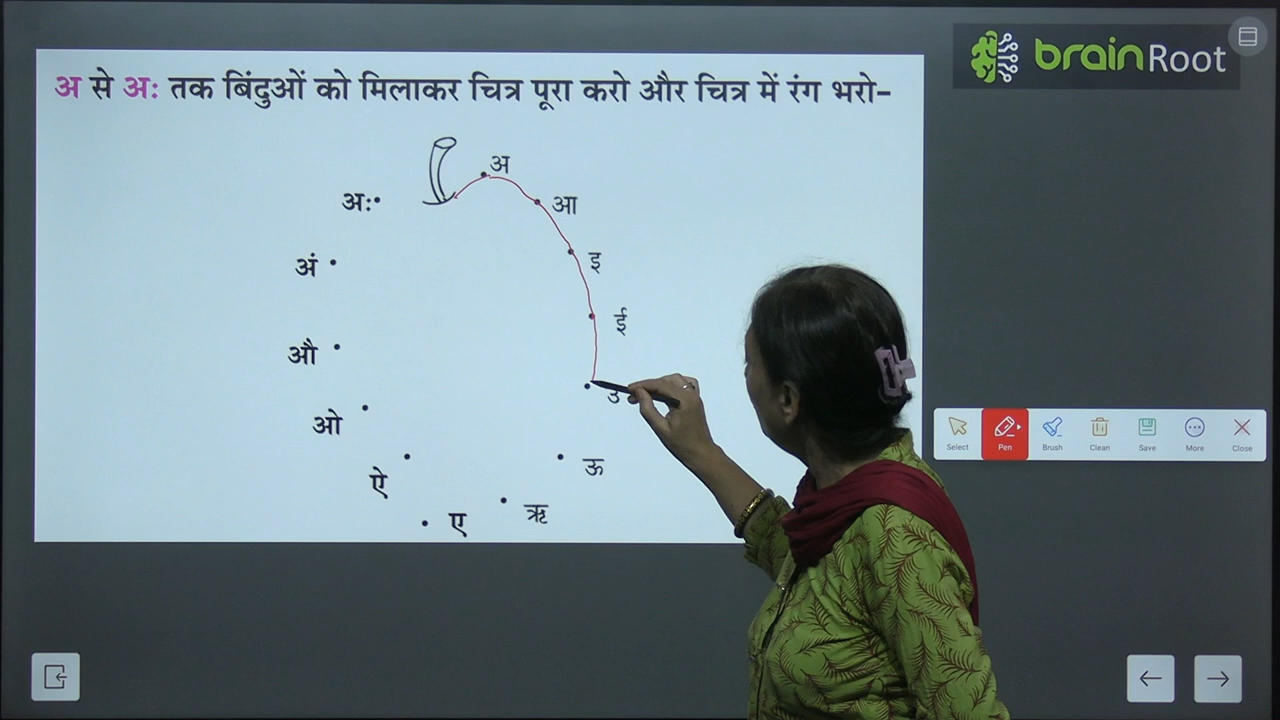 brainRoot
अ से अः तक बिंदुओं को मिलाकर चित्र पूरा करो और चित्र में रंग भरो-
अ
अः
आ
अं
इ
ई
औ
उ
ओ
ऊ
ऐ
ऋ
ए
Select
Pen
Brush
Clean
Save
More
Close